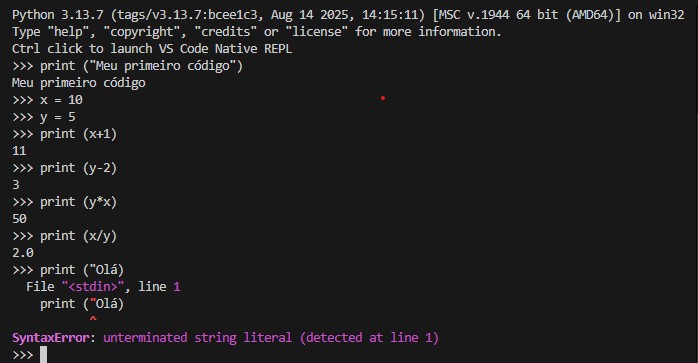 Python 3.13.7 (tags/v3.13.7:bcee1c3, Aug 14 2025, 14:15:11) [MSC v.1944 64 bit (AMD64)] on win32
Type "help", "copyright", "credits" or "license" for more information.
Ctrl click to launch VS Code Native REPL
>>> print ("Meu primeiro código")
Meu primeiro código
>>> x = 10
>>> y = 5
>>> print (x+1)
11
>>> print (y-2)
3
>>> print (y*x)
50
>>> print (x/y)
2.0
>>> print ("Olá)
  File "<stdin>", line 1
    print ("Olá)
           ^
SyntaxError: unterminated string literal (detected at line 1)
>>>